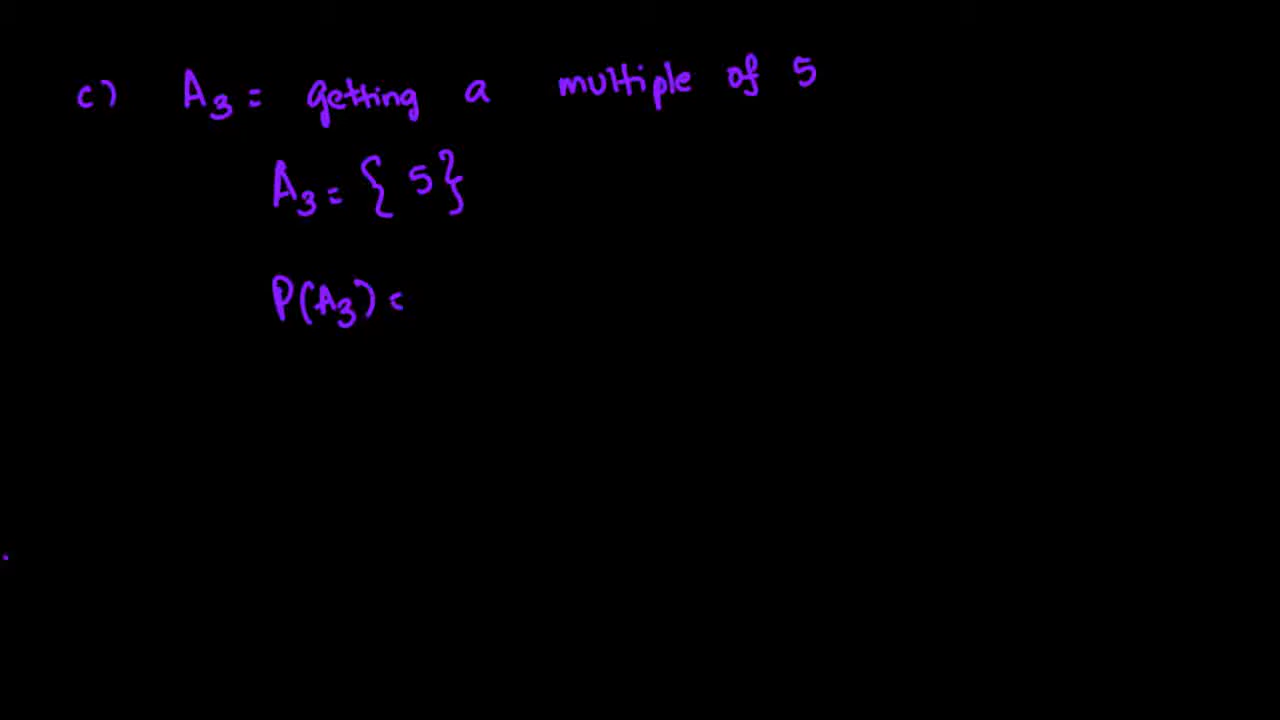 c) A₃ = getting a multiple of 5
A₃ = { 5 }
P(A₃) =